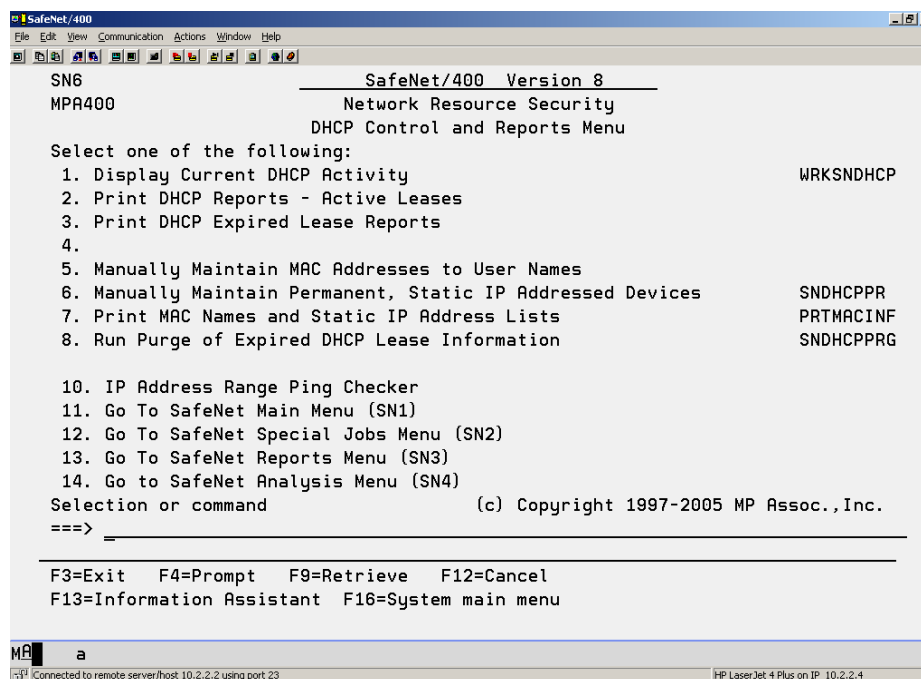 SafeNet/400
File Edit View Communication Actions Window Help
SN6 SafeNet/400 Version 8
MPA400 Network Resource Security
DHCP Control and Reports Menu
Select one of the following:
1. Display Current DHCP Activity WRKSNDHCP
2. Print DHCP Reports - Active Leases
3. Print DHCP Expired Lease Reports
4.
5. Manually Maintain MAC Addresses to User Names
6. Manually Maintain Permanent, Static IP Addressed Devices SNDHCPPR
7. Print MAC Names and Static IP Address Lists PRTMACINF
8. Run Purge of Expired DHCP Lease Information SNDHCPPRG
10. IP Address Range Ping Checker
11. Go To SafeNet Main Menu (SN1)
12. Go To SafeNet Special Jobs Menu (SN2)
13. Go To SafeNet Reports Menu (SN3)
14. Go to SafeNet Analysis Menu (SN4)
Selection or command (c) Copyright 1997-2005 MP Assoc.,Inc.
===>
F3=Exit F4=Prompt F9=Retrieve F12=Cancel
F13=Information Assistant F16=System main menu
MA a
Connected to remote server/host 10.2.2.2 using port 23 HP LaserJet 4 Plus on IP 10.2.2.4